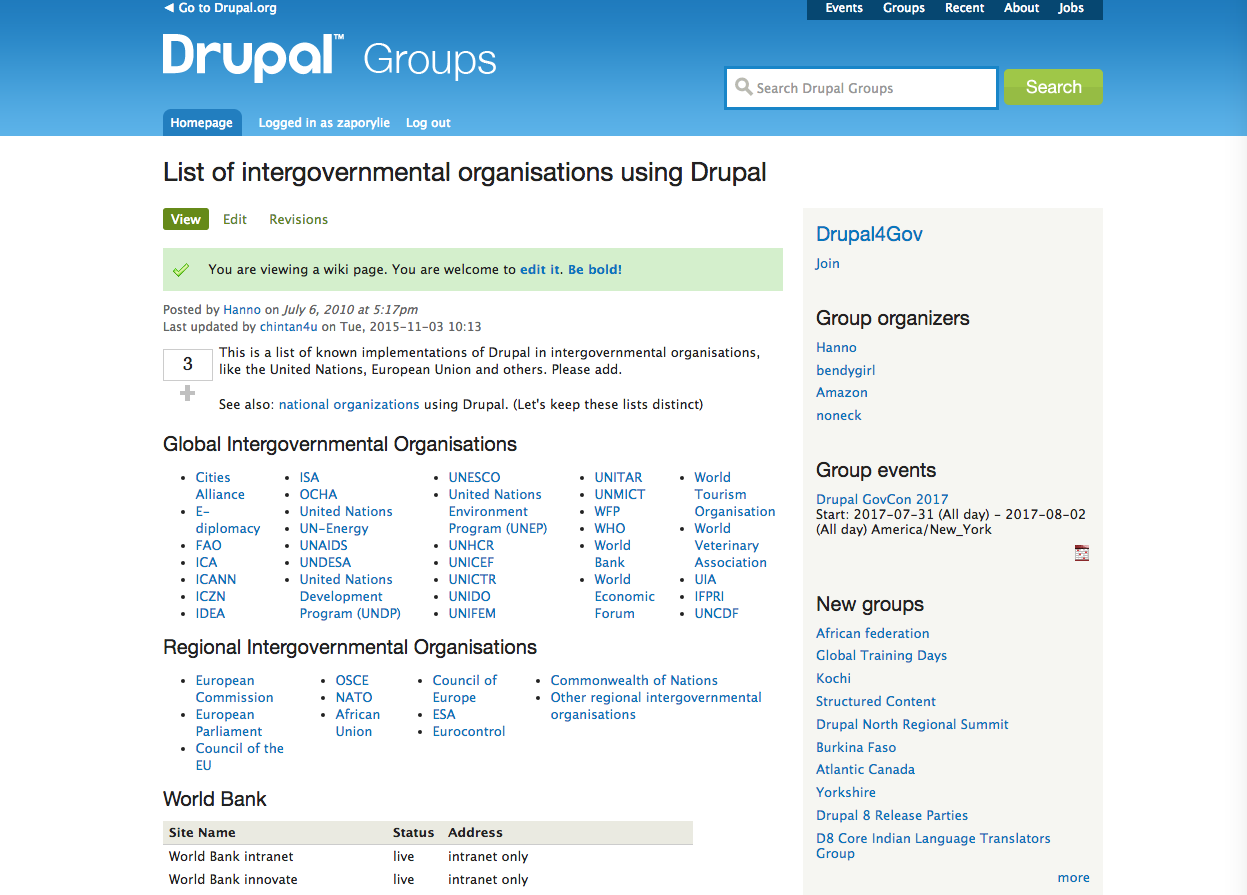 ◀ Go to Drupal.org
Events Groups Recent About Jobs
Drupal™ Groups
Search Drupal Groups Search
Homepage Logged in as zaporylie Log out
List of intergovernmental organisations using Drupal
View Edit Revisions
You are viewing a wiki page. You are welcome to edit it. Be bold!
Posted by Hanno on July 6, 2010 at 5:17pm
Last updated by chintan4u on Tue, 2015-11-03 10:13
3
This is a list of known implementations of Drupal in intergovernmental organisations,
like the United Nations, European Union and others. Please add.
See also: national organizations using Drupal. (Let's keep these lists distinct)
Global Intergovernmental Organisations
Cities
Alliance
E-
diplomacy
FAO
ICA
ICANN
ICZN
IDEA
ISA
OCHA
United Nations
UN-Energy
UNAIDS
UNDESA
United Nations
Development
Program (UNDP)
UNESCO
United Nations
Environment
Program (UNEP)
UNHCR
UNICEF
UNICTR
UNIDO
UNIFEM
UNITAR
UNMICT
WFP
WHO
World
Bank
World
Economic
Forum
World
Tourism
Organisation
World
Veterinary
Association
UIA
IFPRI
UNCDF
Regional Intergovernmental Organisations
European
Commission
European
Parliament
Council of the
EU
OSCE
NATO
African
Union
Council of
Europe
ESA
Eurocontrol
Commonwealth of Nations
Other regional intergovernmental
organisations
World Bank
Site Name Status Address
World Bank intranet live intranet only
World Bank innovate live intranet only
Drupal4Gov
Join
Group organizers
Hanno
bendygirl
Amazon
noneck
Group events
Drupal GovCon 2017
Start: 2017-07-31 (All day) - 2017-08-02
(All day) America/New_York
New groups
African federation
Global Training Days
Kochi
Structured Content
Drupal North Regional Summit
Burkina Faso
Atlantic Canada
Yorkshire
Drupal 8 Release Parties
D8 Core Indian Language Translators
Group
more